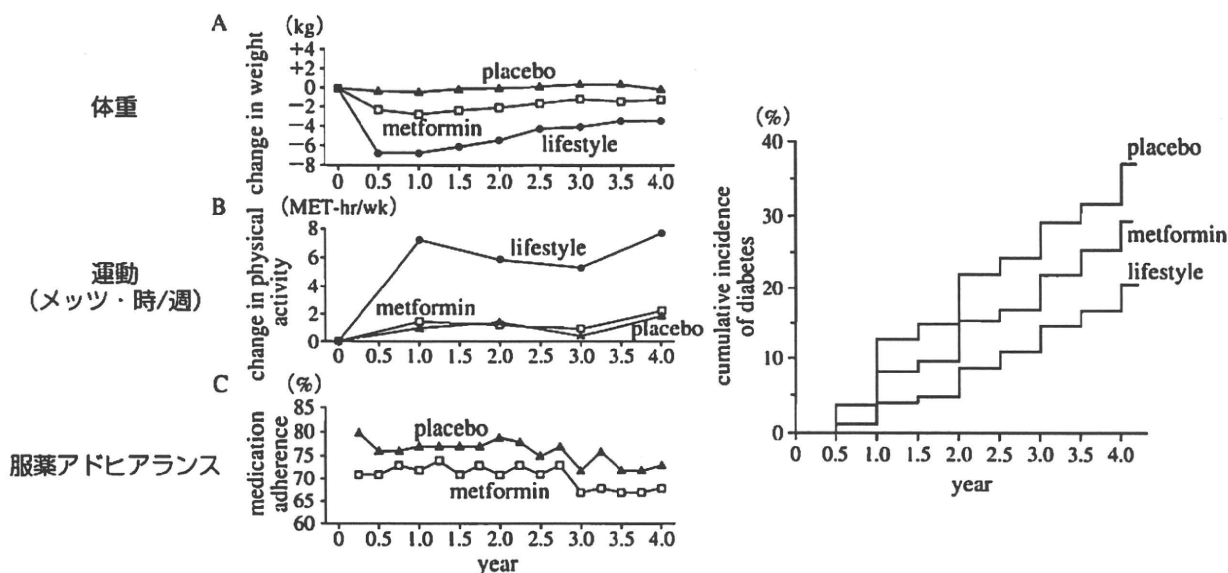 A
(kg)
体重
change in weight
+4
+2
0
−2
−4
−6
−8
placebo
metformin
lifestyle
0 0.5 1.0 1.5 2.0 2.5 3.0 3.5 4.0
B
(MET-hr/wk)
運動
(メッツ・時/週)
change in physical
activity
8
6
4
2
0
lifestyle
metformin
placebo
0 0.5 1.0 1.5 2.0 2.5 3.0 3.5 4.0
C
(%)
服薬アドヒアランス
medication
adherence
85
80
75
70
65
60
placebo
metformin
0 0.5 1.0 1.5 2.0 2.5 3.0 3.5 4.0
year
(%)
cumulative incidence
of diabetes
40
30
20
10
0
placebo
metformin
lifestyle
0 0.5 1.0 1.5 2.0 2.5 3.0 3.5 4.0
year